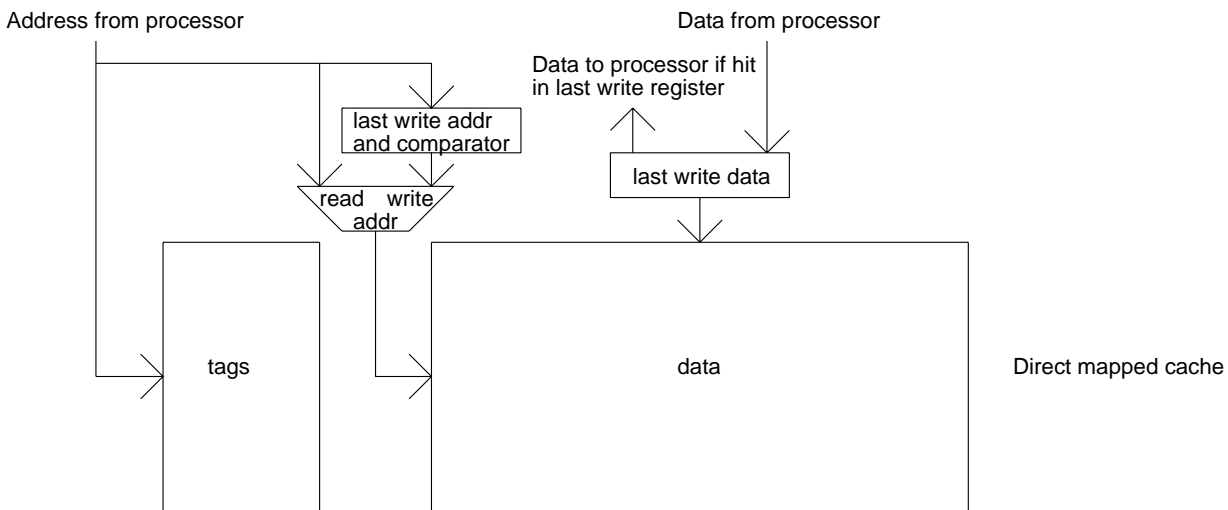 Address from processor
Data from processor
Data to processor if hit
in last write register
last write addr
and comparator
last write data
read write
addr
tags
data
Direct mapped cache